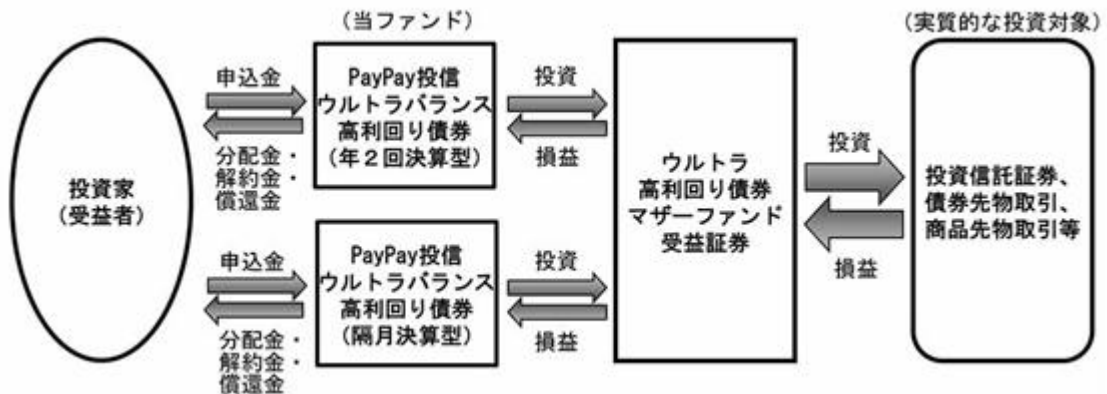 (当ファンド)
(実質的な投資対象)
投資家
(受益者)
申込金
分配金・
解約金・
償還金
PayPay投信
ウルトラバランス
高利回り債券
(年2回決算型)
投資
損益
申込金
分配金・
解約金・
償還金
PayPay投信
ウルトラバランス
高利回り債券
(隔月決算型)
投資
損益
ウルトラ
高利回り債券
マザーファンド
受益証券
投資
損益
投資信託証券、
債券先物取引、
商品先物取引等